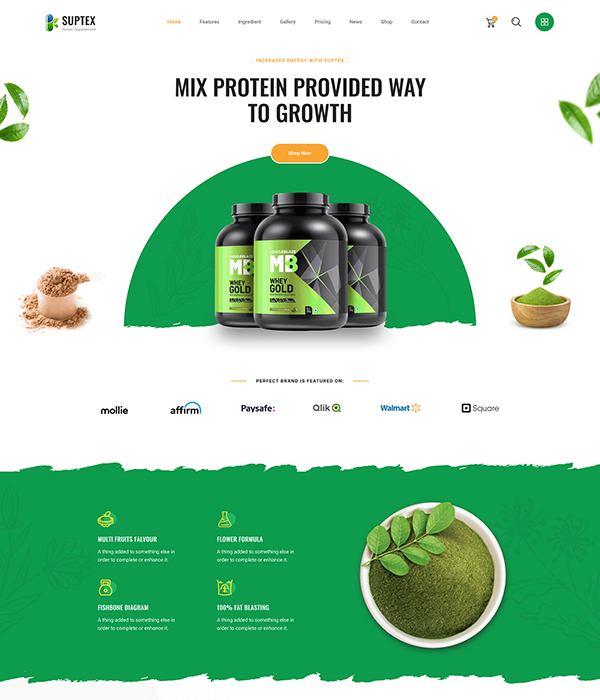 SUPTEX
Power Supplement
Home Features Ingredient Gallery Pricing News Shop Contact
.. INCREASED ENERGY WITH SUPTEX ..
MIX PROTEIN PROVIDED WAY
TO GROWTH
Shop Now
MUSCLEBLAZE
MB
WHEY
GOLD
PERFECT BRAND IS FEATURED ON:
mollie affirm Paysafe: Qlik Walmart Square
MULTI FRUITS FALVOUR
A thing added to something else in
order to complete or enhance it.
FLOWER FORMULA
A thing added to something else in
order to complete or enhance it.
FISHBONE DIAGRAM
A thing added to something else in
order to complete or enhance it.
100% FAT BLASTING
A thing added to something else in
order to complete or enhance it.